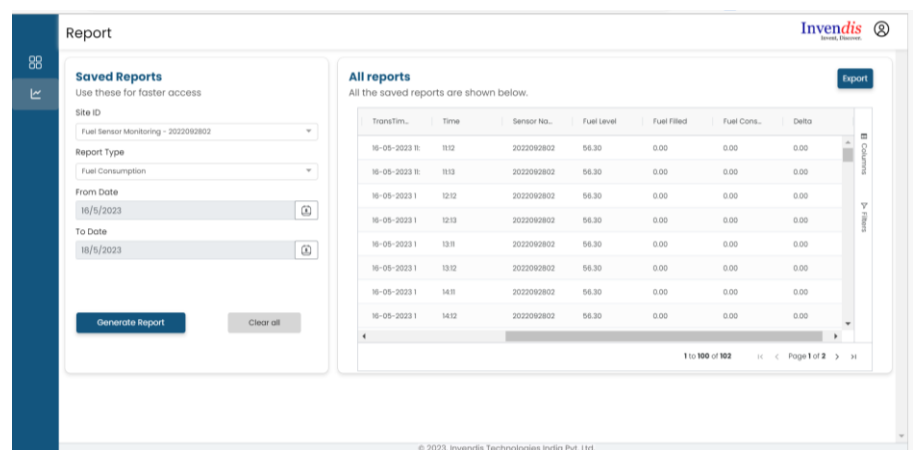 Report
Invendis
Invent, Discover.
Saved Reports
Use these for faster access
Site ID
Fuel Sensor Monitoring - 2022092802
Report Type
Fuel Consumption
From Date
16/5/2023
To Date
18/5/2023
Generate Report Clear all
All reports
All the saved reports are shown below.
Export
TransTim... Time Sensor Na... Fuel Level Fuel Filled Fuel Cons... Delta
16-05-2023 11: 11:12 2022092802 56.30 0.00 0.00 0.00
16-05-2023 11: 11:13 2022092802 56.30 0.00 0.00 0.00
16-05-2023 1 12:12 2022092802 56.30 0.00 0.00 0.00
16-05-2023 1 12:13 2022092802 56.30 0.00 0.00 0.00
16-05-2023 1 13:11 2022092802 56.30 0.00 0.00 0.00
16-05-2023 1 13:12 2022092802 56.30 0.00 0.00 0.00
16-05-2023 1 14:11 2022092802 56.30 0.00 0.00 0.00
16-05-2023 1 14:12 2022092802 56.30 0.00 0.00 0.00
Columns
Filters
1 to 100 of 102 Page 1 of 2
© 2023, Invendis Technologies India Pvt. Ltd.